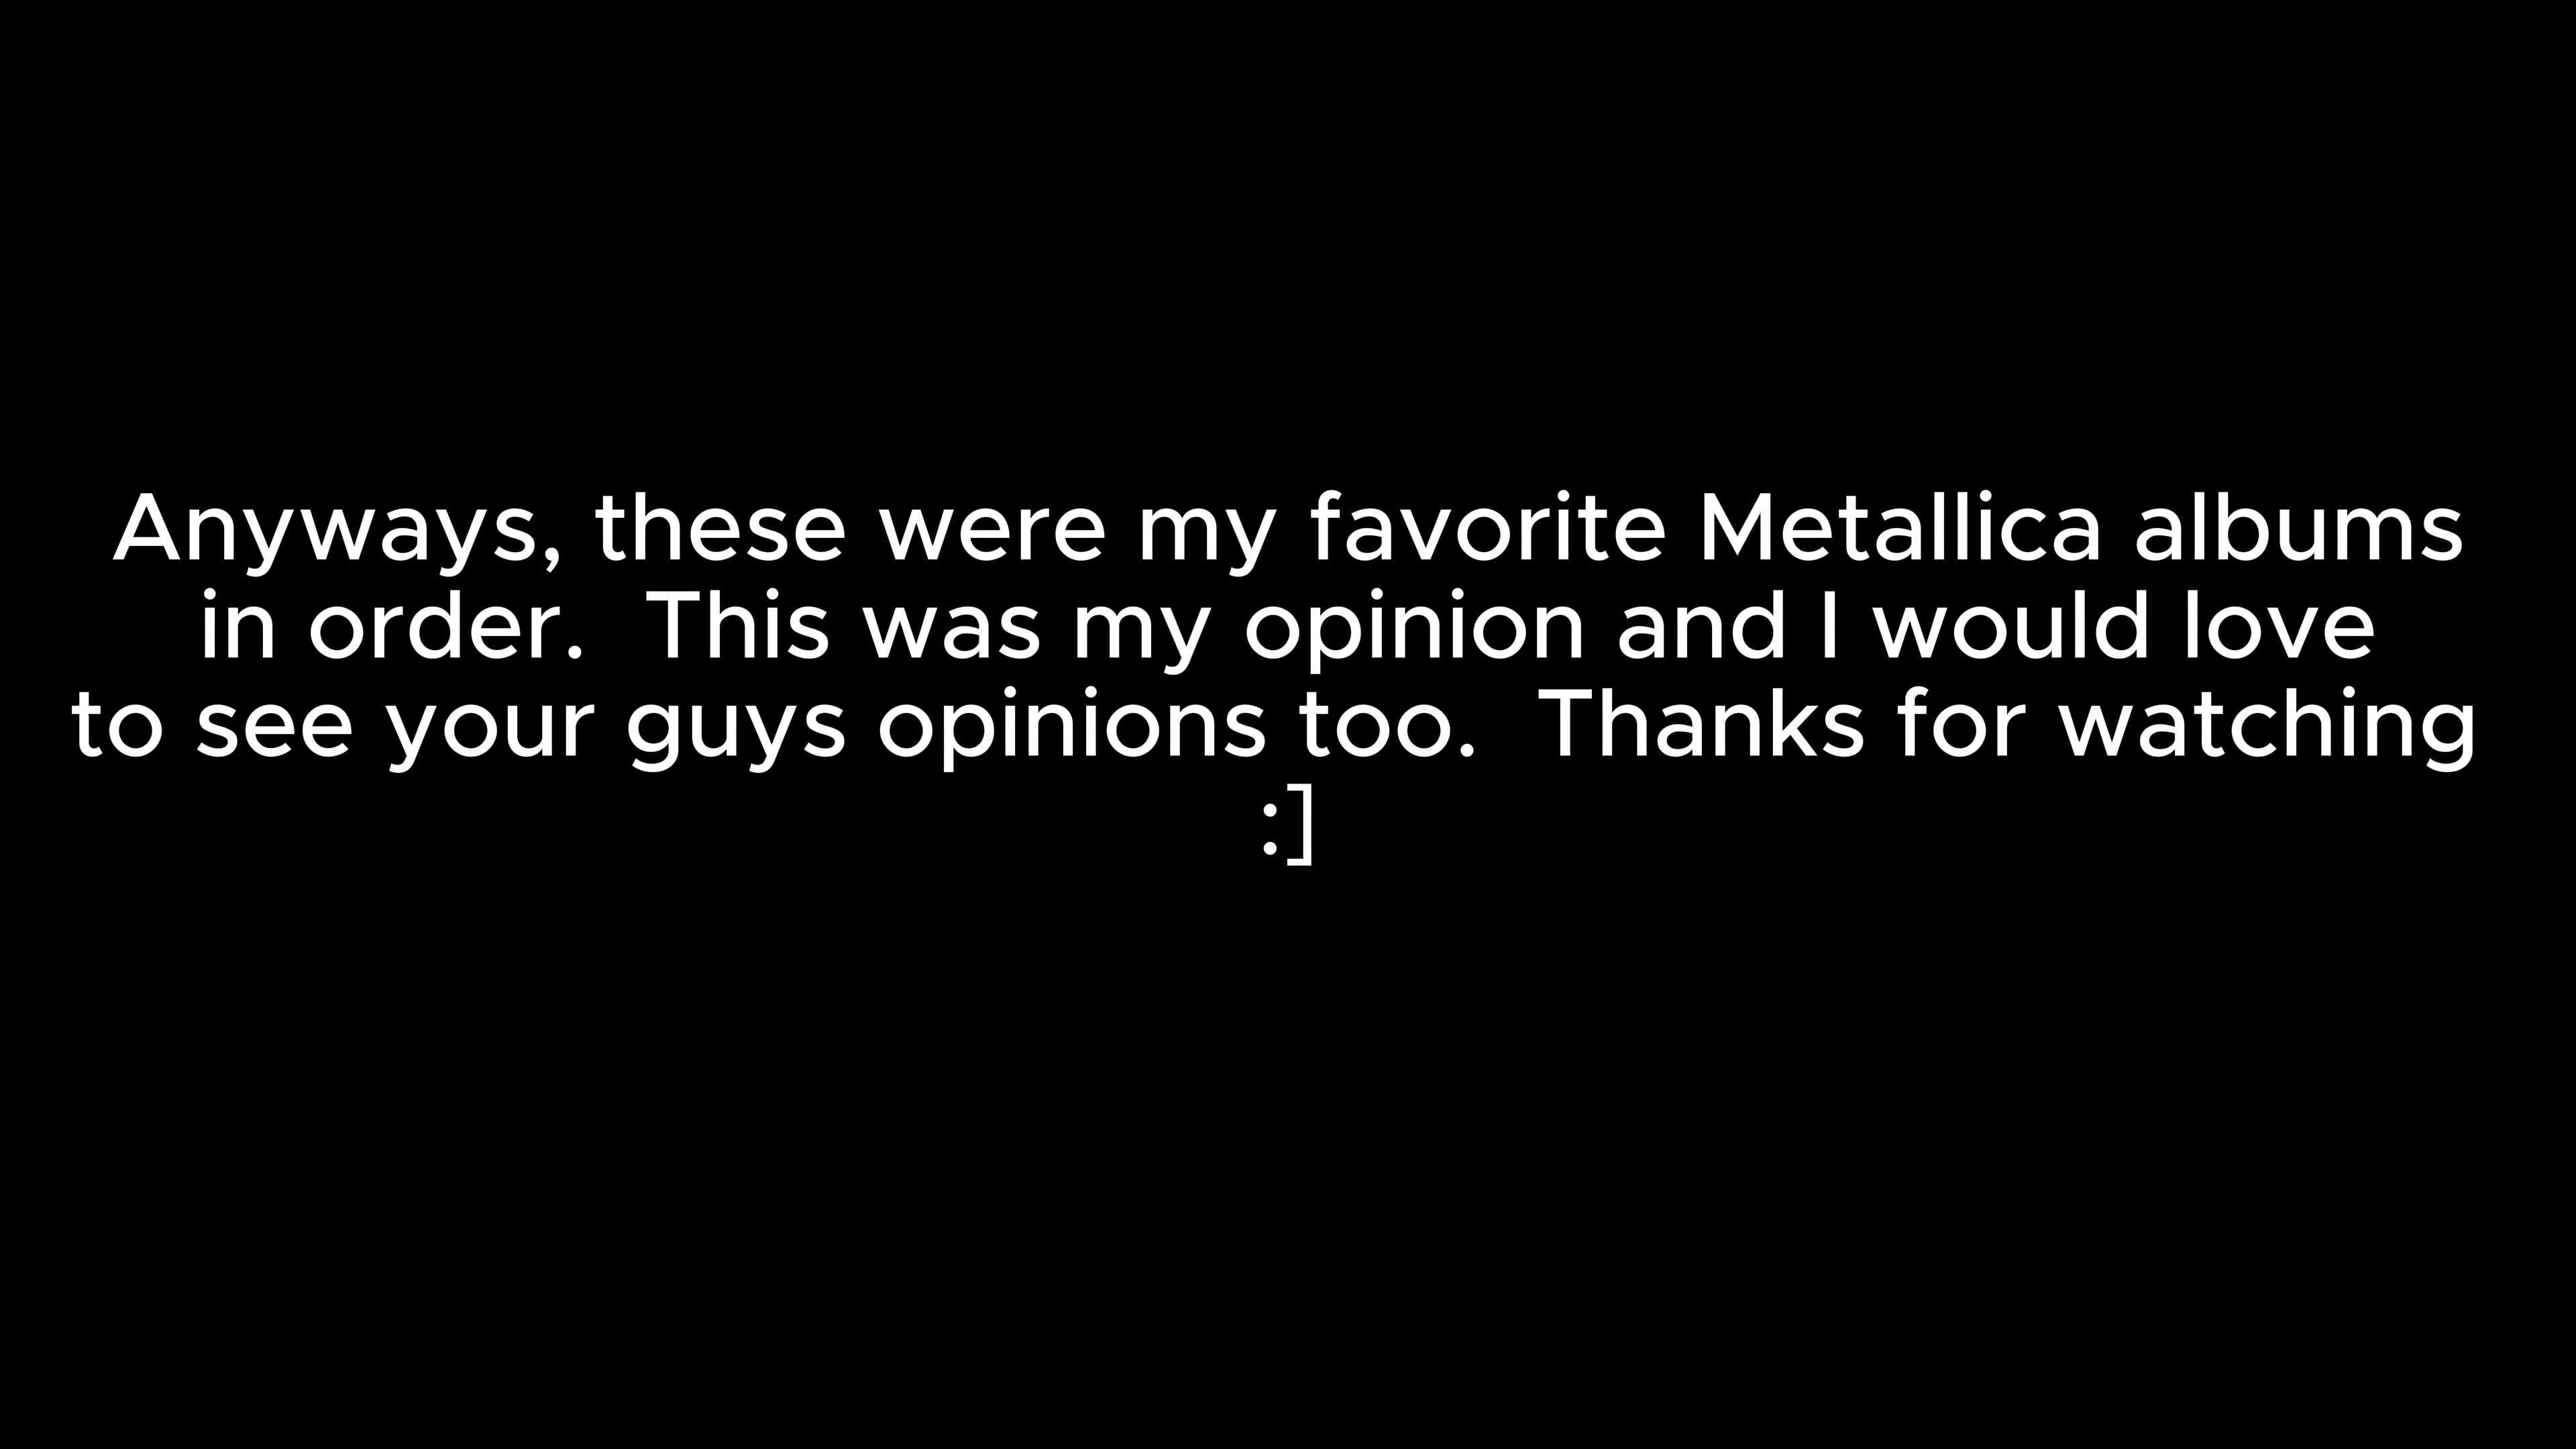 Anyways, these were my favorite Metallica albums
in order.  This was my opinion and I would love
to see your guys opinions too.  Thanks for watching
:]